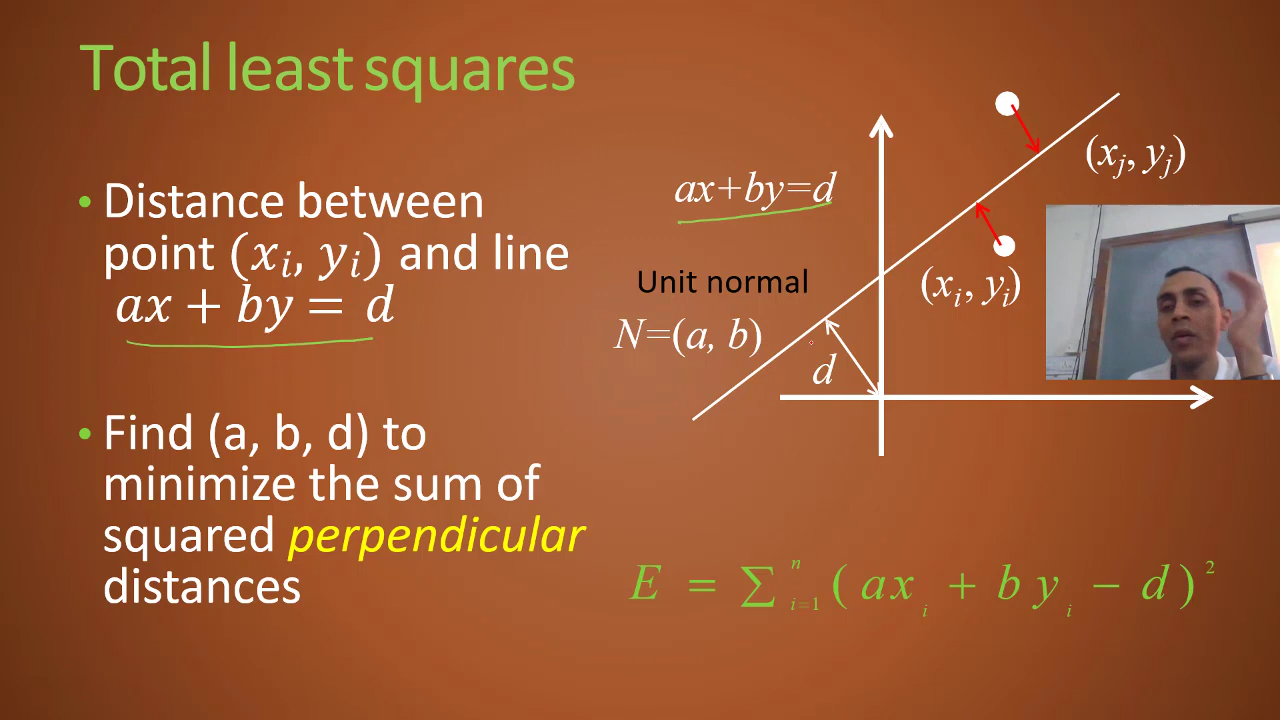 Total least squares
• Distance between
point (xᵢ, yᵢ) and line
ax + by = d
• Find (a, b, d) to
minimize the sum of
squared perpendicular
distances
ax+by=d
Unit normal
N=(a, b)
d
(xⱼ, yⱼ)
(xᵢ, yᵢ)
E = ∑ⁿᵢ₌₁ (axᵢ + byᵢ − d)²